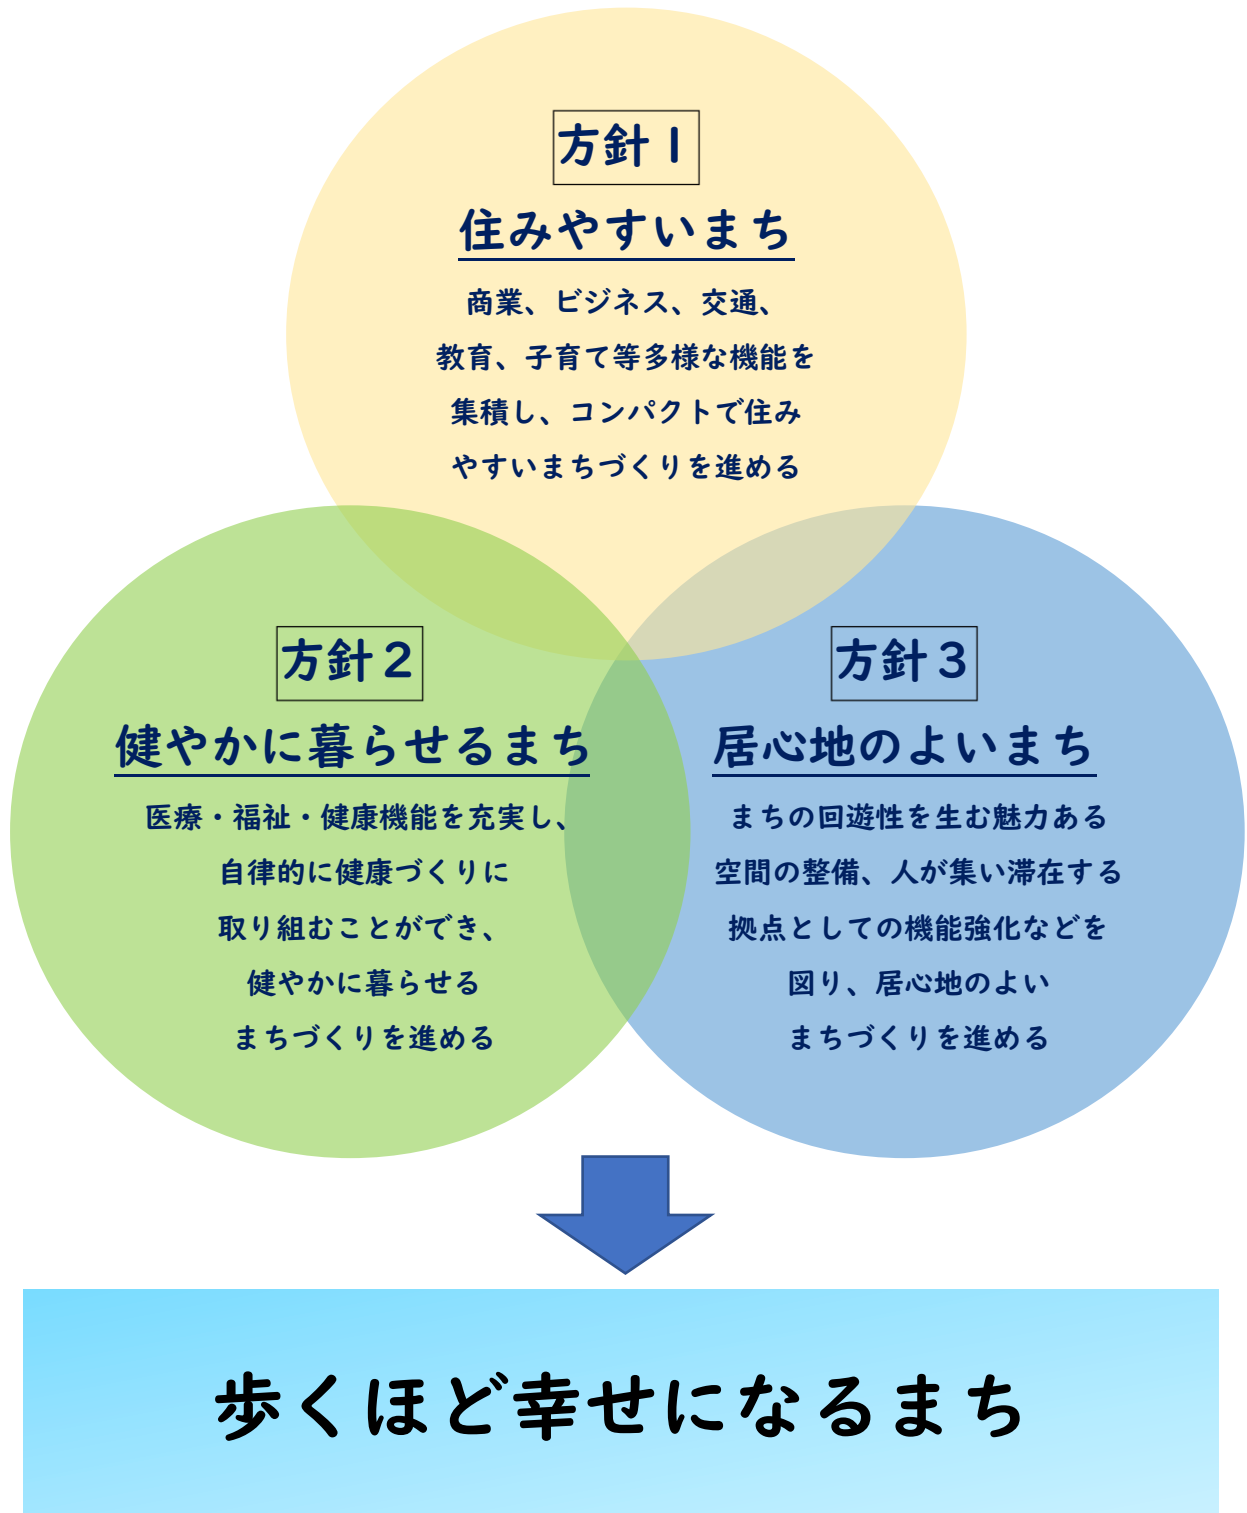 方針1
住みやすいまち
商業、ビジネス、交通、
教育、子育て等多様な機能を
集積し、コンパクトで住み
やすいまちづくりを進める
方針2
健やかに暮らせるまち
医療・福祉・健康機能を充実し、
自律的に健康づくりに
取り組むことができ、
健やかに暮らせる
まちづくりを進める
方針3
居心地のよいまち
まちの回遊性を生む魅力ある
空間の整備、人が集い滞在する
拠点としての機能強化などを
図り、居心地のよい
まちづくりを進める
歩くほど幸せになるまち